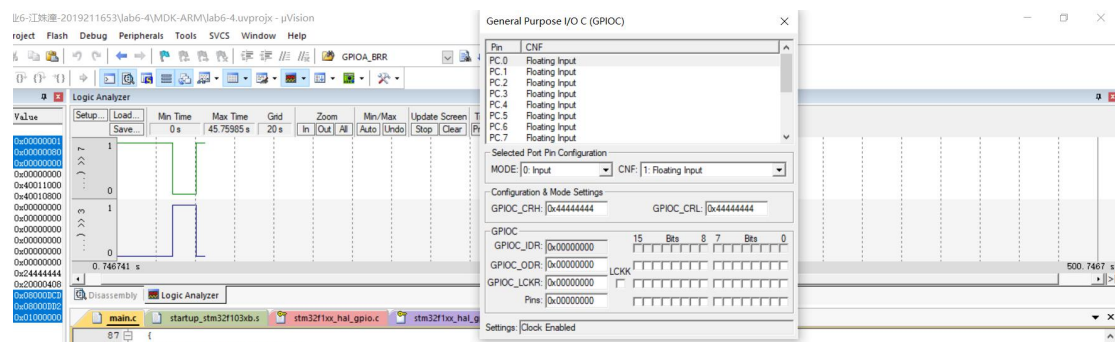 业6-江姝潼-2019211653\lab6-4\MDK-ARM\lab6-4.uvprojx - µVision
roject Flash Debug Peripherals Tools SVCS Window Help
GPIOA_BRR
Logic Analyzer
Value
Setup... Load... Min Time Max Time Grid Zoom Min/Max Update Screen
Save... 0 s 45.75985 s 20 s In Out All Auto Undo Stop Clear
0x00000001
0x00000080
0x00000000
0x00000000
0x40011000
0x40010800
0x00000000
0x00000000
0x00000000
0x00000000
0x00000000
0x00000000
0x24444444
0x20000408
0x08000DCD
0x08000DD2
0x01000000
1
0
1
0
0.746741 s
500.7467 s
Disassembly Logic Analyzer
main.c startup_stm32f103xb.s stm32f1xx_hal_gpio.c stm32f1xx_hal_g
87 {
General Purpose I/O C (GPIOC)
Pin CNF
PC.0 Floating Input
PC.1 Floating Input
PC.2 Floating Input
PC.3 Floating Input
PC.4 Floating Input
PC.5 Floating Input
PC.6 Floating Input
PC.7 Floating Input
Selected Port Pin Configuration
MODE: 0: Input CNF: 1: Floating Input
Configuration & Mode Settings
GPIOC_CRH: 0x44444444 GPIOC_CRL: 0x44444444
GPIOC
15 Bits 8 7 Bits 0
GPIOC_IDR: 0x00000000
GPIOC_ODR: 0x00000000
LCKK
GPIOC_LCKR: 0x00000000
Pins: 0x00000000
Settings: Clock Enabled